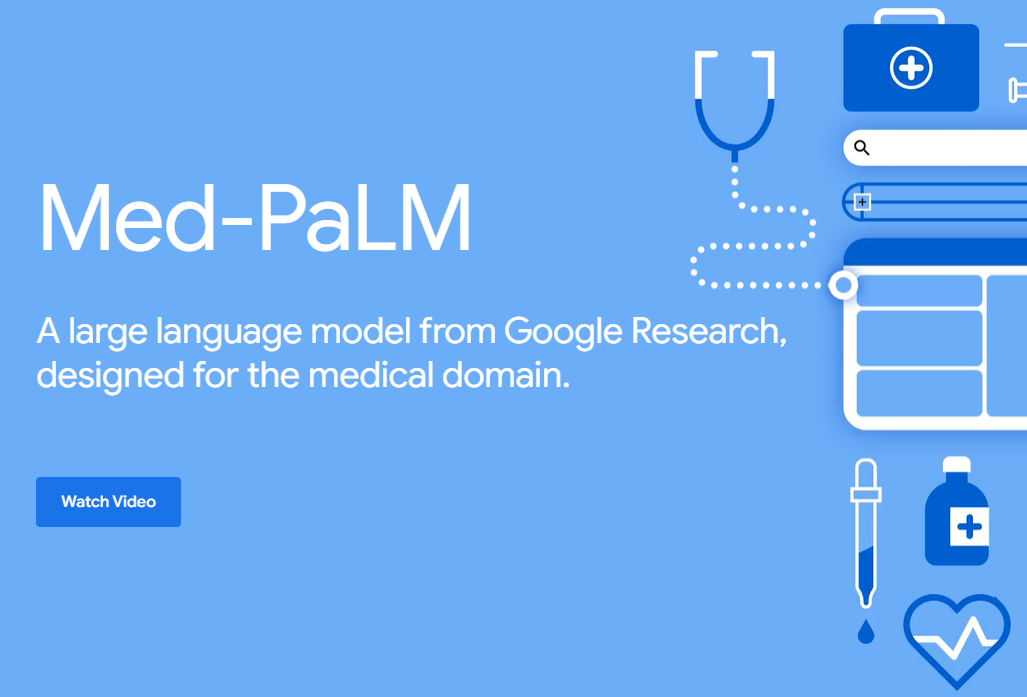 Med-PaLM
A large language model from Google Research,
designed for the medical domain.
Watch Video